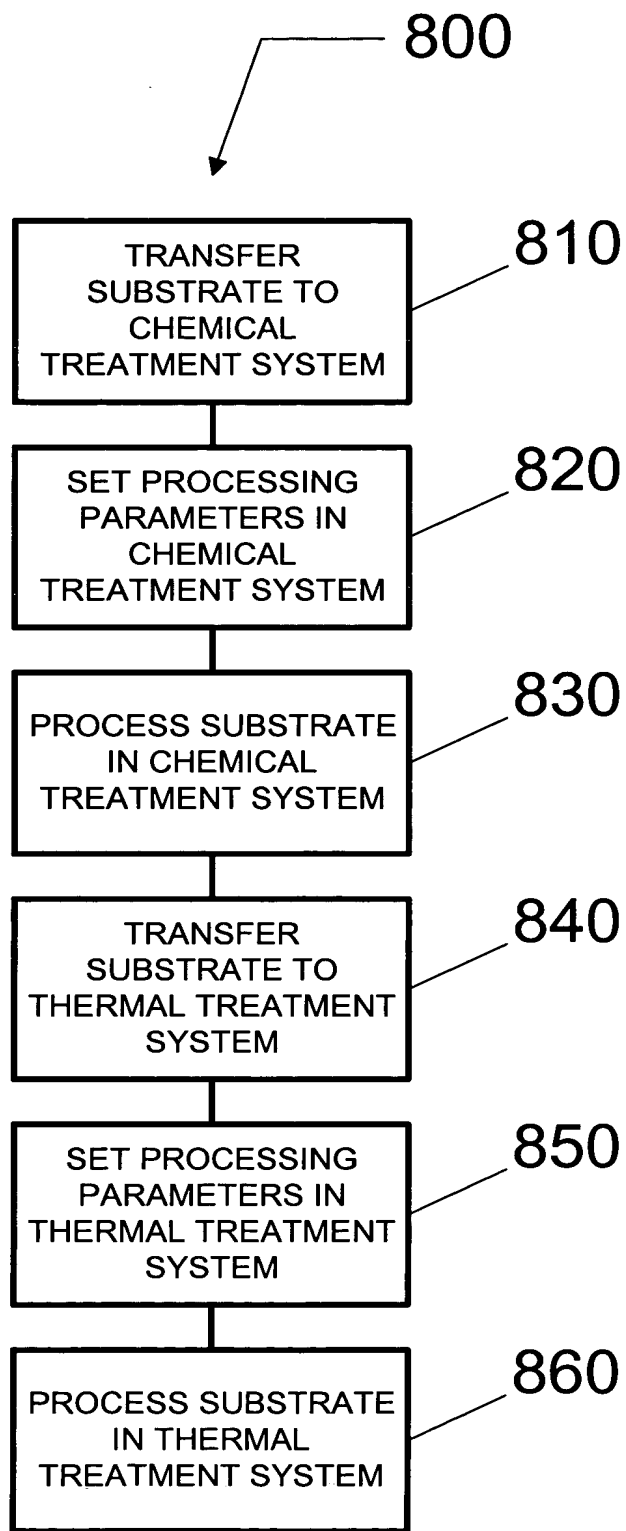 800
TRANSFER
SUBSTRATE TO
CHEMICAL
TREATMENT SYSTEM
810
SET PROCESSING
PARAMETERS IN
CHEMICAL
TREATMENT SYSTEM
820
PROCESS SUBSTRATE
IN CHEMICAL
TREATMENT SYSTEM
830
TRANSFER
SUBSTRATE TO
THERMAL TREATMENT
SYSTEM
840
SET PROCESSING
PARAMETERS IN
THERMAL TREATMENT
SYSTEM
850
PROCESS SUBSTRATE
IN THERMAL
TREATMENT SYSTEM
860